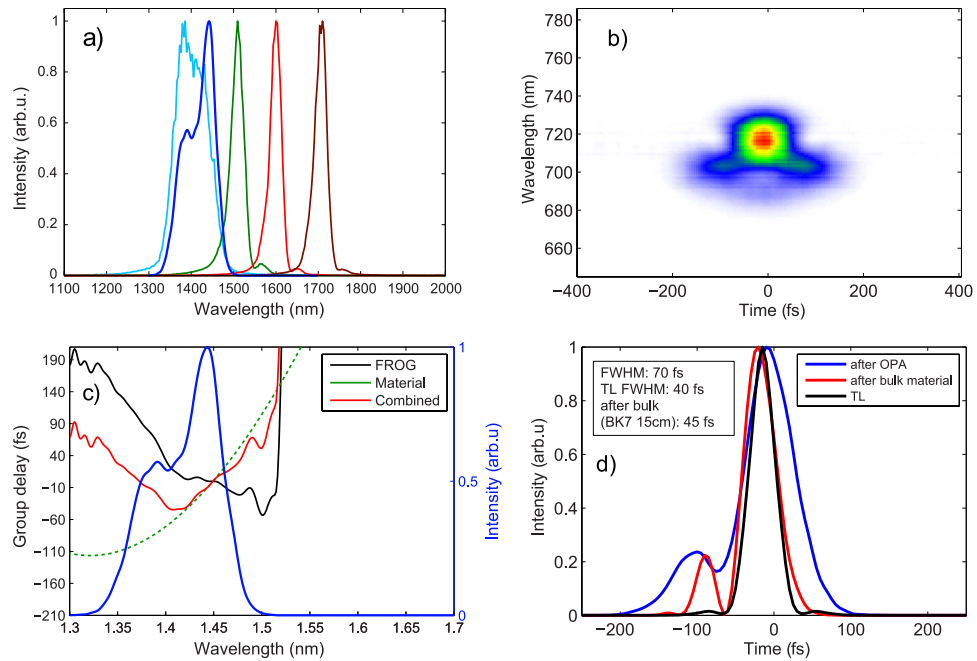 a)
Intensity (arb.u.)
1
0.8
0.6
0.4
0.2
0
1100 1200 1300 1400 1500 1600 1700 1800 1900 2000
Wavelength (nm)
b)
Wavelength (nm)
780
760
740
720
700
680
660
−400 −200 0 200 400
Time (fs)
c)
Group delay (fs)
210
190
140
90
40
−10
−60
−110
−160
−210
FROG
Material
Combined
1
0.5
0
Intensity (arb.u)
1.3 1.35 1.4 1.45 1.5 1.55 1.6 1.65 1.7
Wavelength (nm)
d)
Intensity (arb.u)
1
0.8
0.6
0.4
0.2
0
FWHM: 70 fs
TL FWHM: 40 fs
after bulk
(BK7 15cm): 45 fs
after OPA
after bulk material
TL
−100 0 100 200
Time (fs)